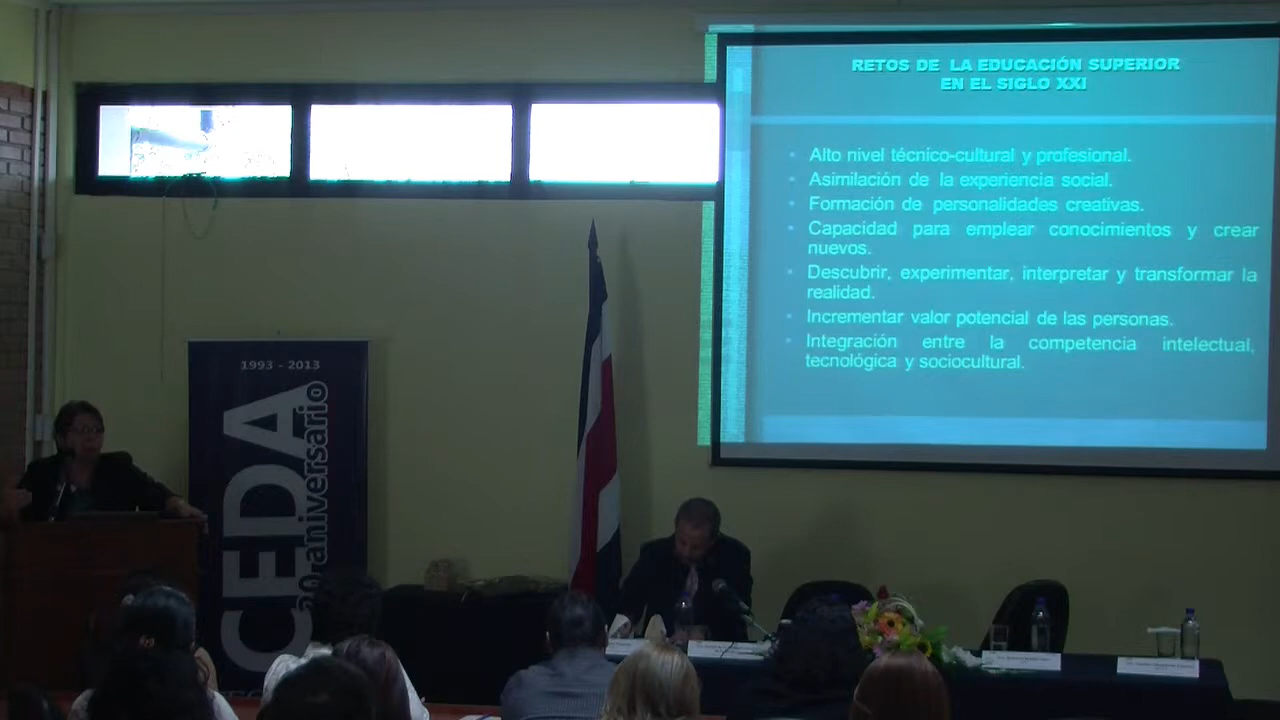 RETOS DE LA EDUCACIÓN SUPERIOR
EN EL SIGLO XXI
Alto nivel técnico-cultural y profesional.
Asimilación de la experiencia social.
Formación de personalidades creativas.
Capacidad para emplear conocimientos y crear
nuevos.
Descubrir, experimentar, interpretar y transformar la
realidad.
Incrementar valor potencial de las personas.
Integración entre la competencia intelectual,
tecnológica y sociocultural.
1993 - 2013
CEDA
20 aniversario